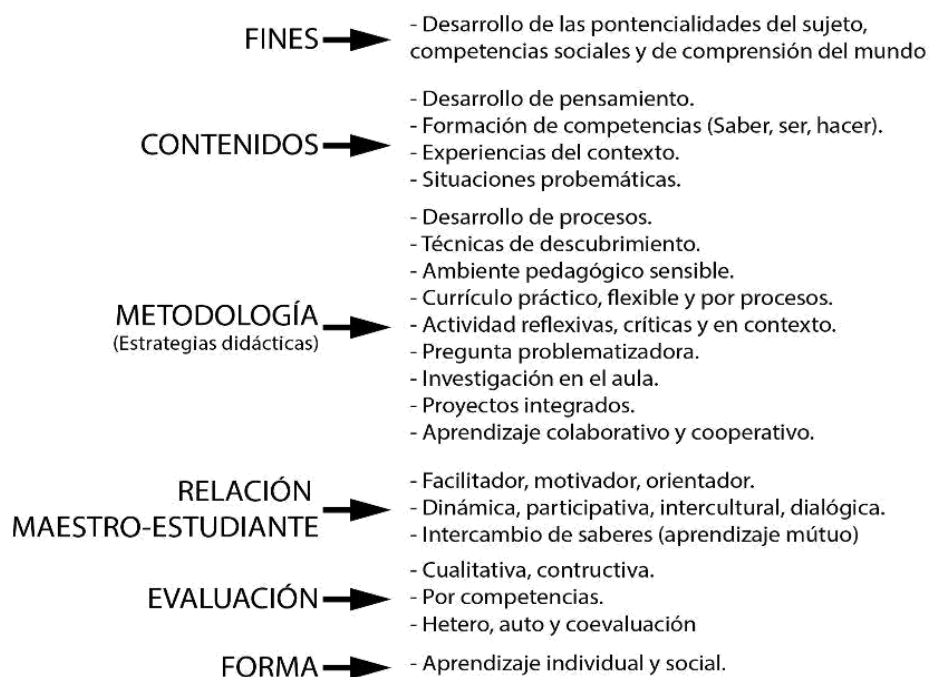 FINES
- Desarrollo de las pontencialidades del sujeto,
competencias sociales y de comprensión del mundo
CONTENIDOS
- Desarrollo de pensamiento.
- Formación de competencias (Saber, ser, hacer).
- Experiencias del contexto.
- Situaciones probemáticas.
METODOLOGÍA
(Estrategias didácticas)
- Desarrollo de procesos.
- Técnicas de descubrimiento.
- Ambiente pedagógico sensible.
- Currículo práctico, flexible y por procesos.
- Actividad reflexivas, críticas y en contexto.
- Pregunta problematizadora.
- Investigación en el aula.
- Proyectos integrados.
- Aprendizaje colaborativo y cooperativo.
RELACIÓN
MAESTRO-ESTUDIANTE
- Facilitador, motivador, orientador.
- Dinámica, participativa, intercultural, dialógica.
- Intercambio de saberes (aprendizaje mútuo)
EVALUACIÓN
- Cualitativa, contructiva.
- Por competencias.
- Hetero, auto y coevaluación
FORMA
- Aprendizaje individual y social.